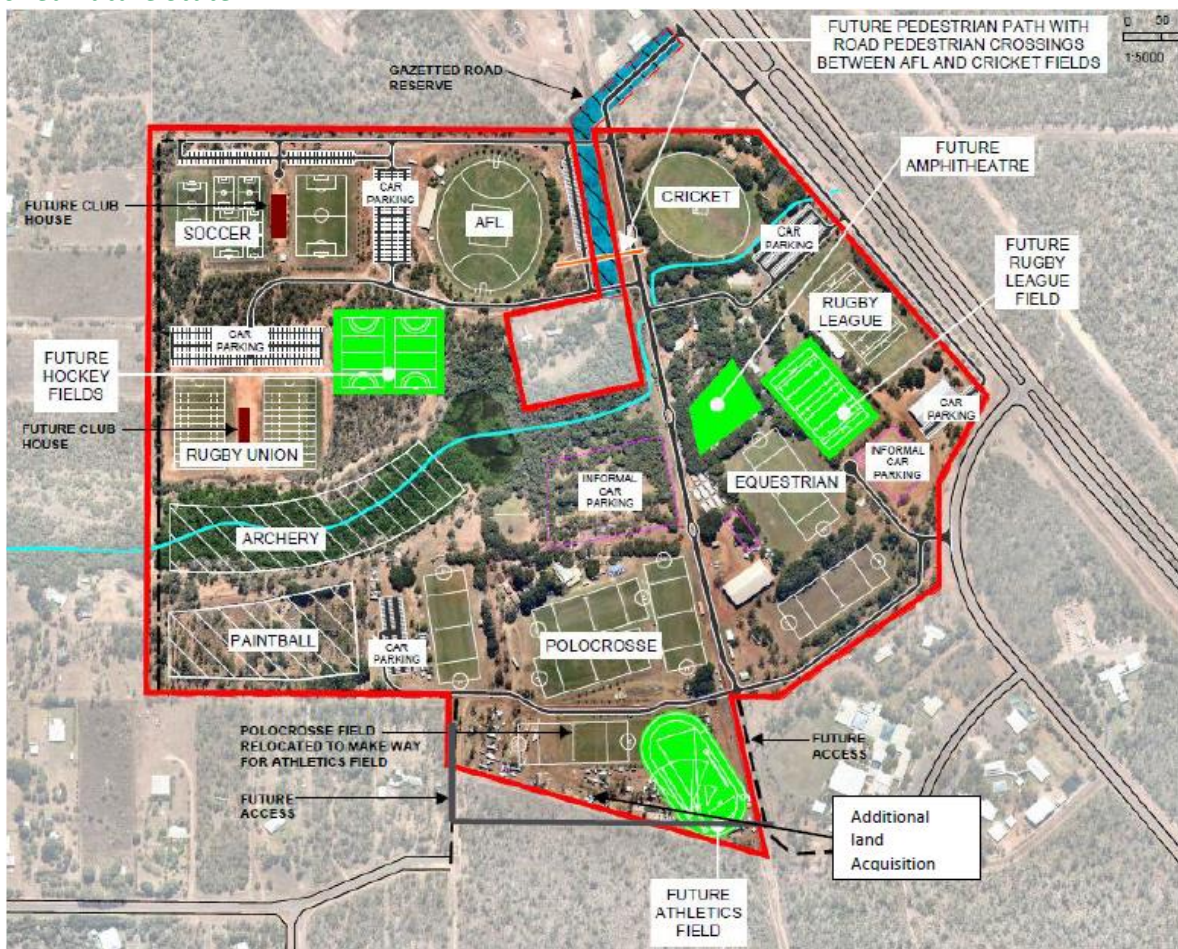 FUTURE PEDESTRIAN PATH WITH
ROAD PEDESTRIAN CROSSINGS
BETWEEN AFL AND CRICKET FIELDS
0 50
1:5000
GAZETTED ROAD
RESERVE
FUTURE
AMPHITHEATRE
FUTURE CLUB
HOUSE
SOCCER
CAR
PARKING
AFL
CRICKET
CAR
PARKING
FUTURE
RUGBY
LEAGUE
FIELD
RUGBY
LEAGUE
CAR
PARKING
FUTURE
HOCKEY
FIELDS
FUTURE CLUB
HOUSE
RUGBY UNION
CAR
PARKING
INFORMAL
CAR
PARKING
INFORMAL
CAR
PARKING
EQUESTRIAN
ARCHERY
PAINTBALL
CAR
PARKING
POLOCROSSE
POLOCROSSE FIELD
RELOCATED TO MAKE WAY
FOR ATHLETICS FIELD
FUTURE
ACCESS
FUTURE
ACCESS
Additional
land
Acquisition
FUTURE
ATHLETICS
FIELD